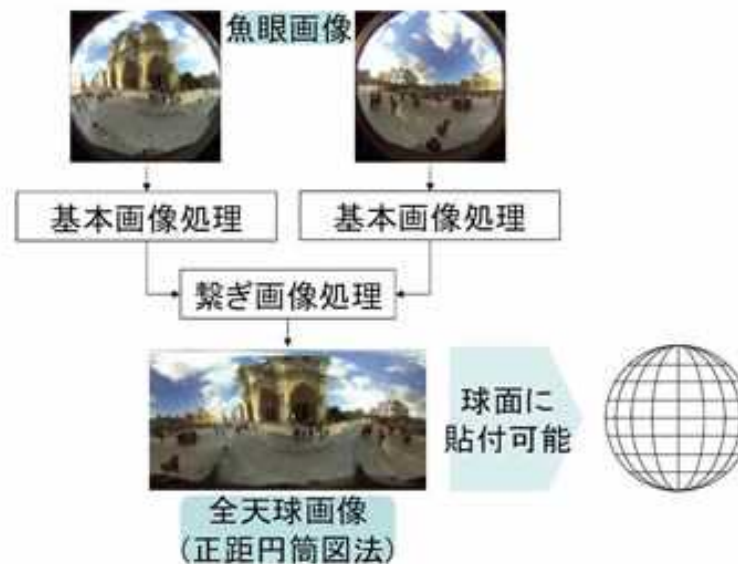 魚眼画像
基本画像処理
基本画像処理
繋ぎ画像処理
球面に
貼付可能
全天球画像
(正距円筒図法)